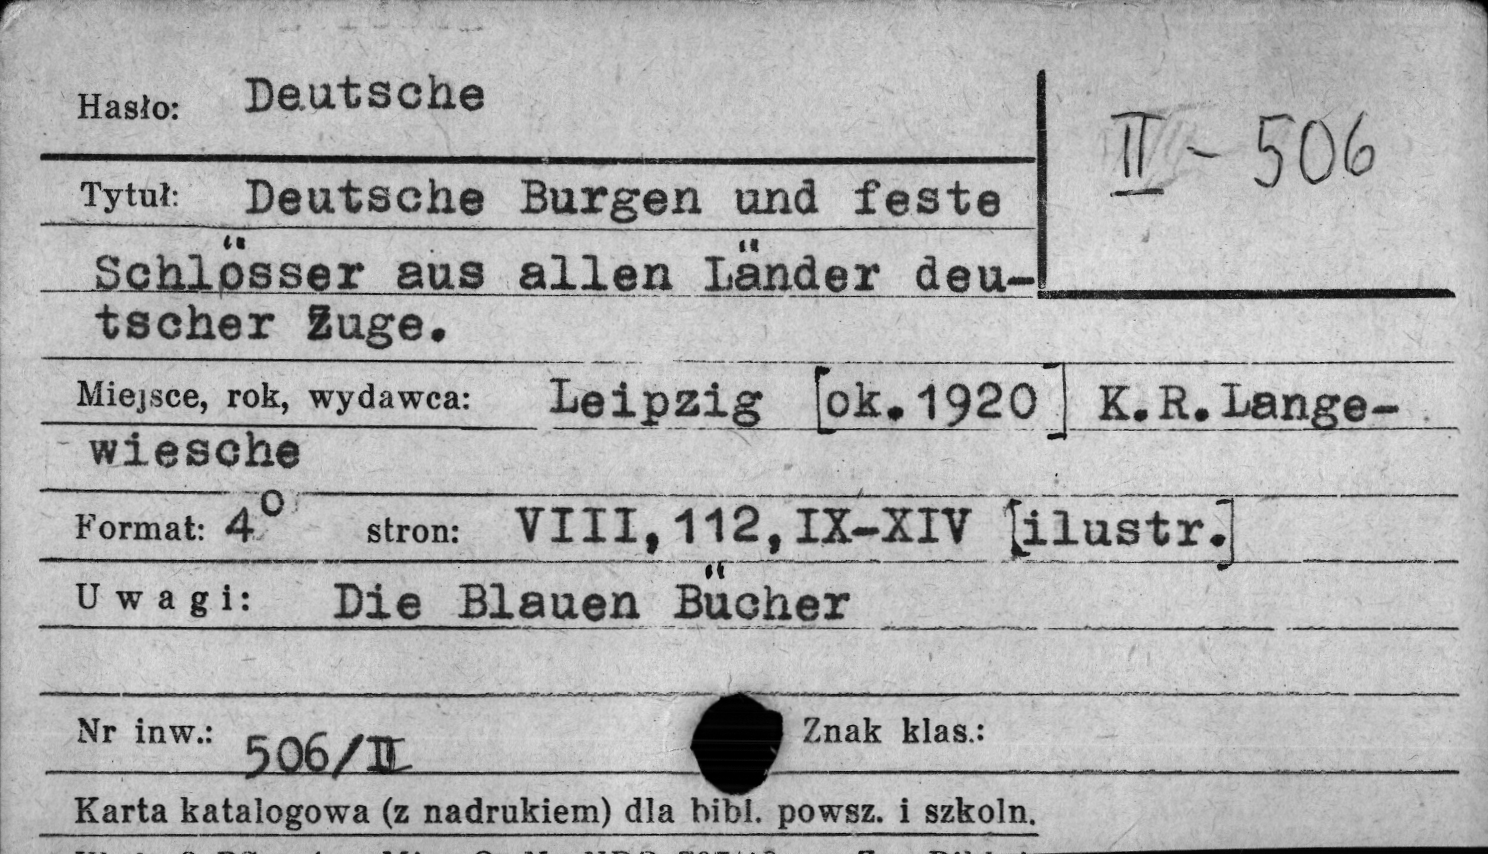 Hasło: Deutsche
II - 506
Tytuł: Deutsche Burgen und feste
Schlösser aus allen Länder deu-
tscher Zuge.
Miejsce, rok, wydawca: Leipzig [ok.1920] K.R.Lange-
wiesche
Format: 4° stron: VIII,112,IX-XIV [ilustr.]
Uwagi: Die Blauen Bücher
Nr inw.: 506/II Znak klas.:
Karta katalogowa (z nadrukiem) dla bibl. powsz. i szkoln.